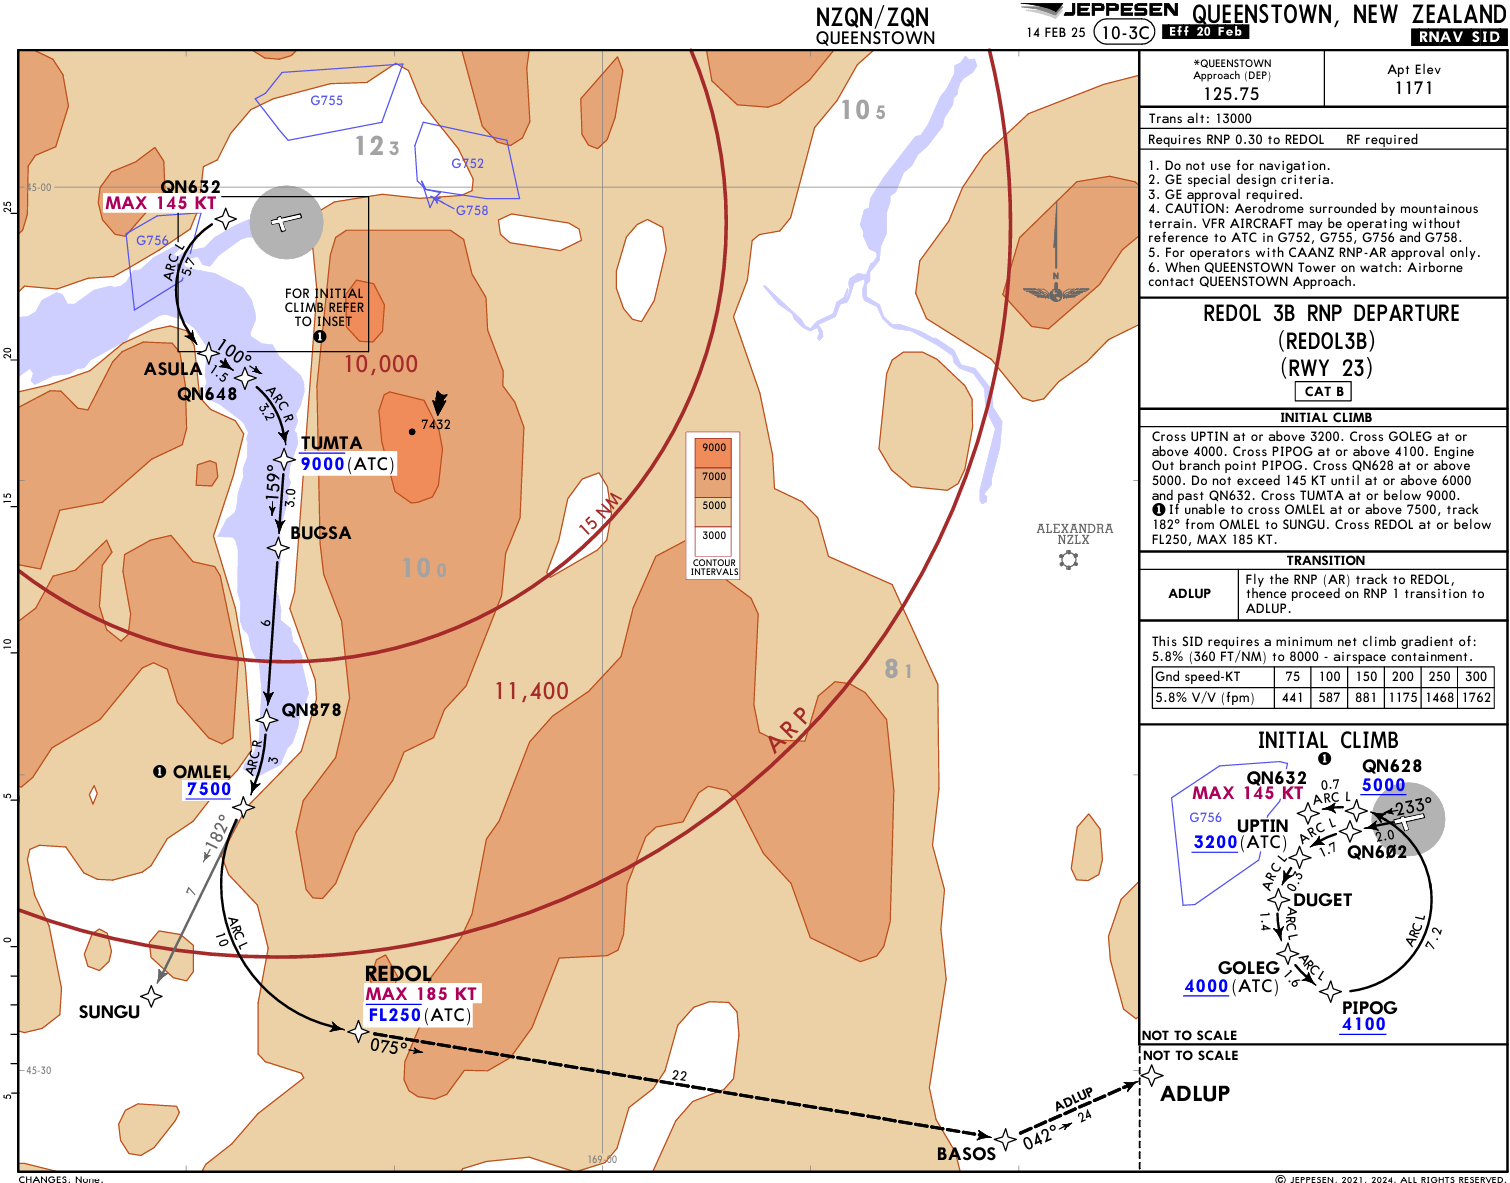 NZQN/ZQN
QUEENSTOWN
JEPPESEN
14 FEB 25
10-3C
Eff 20 Feb
QUEENSTOWN, NEW ZEALAND
RNAV SID
*QUEENSTOWN
Approach (DEP)
125.75
Apt Elev
1171
Trans alt: 13000
Requires RNP 0.30 to REDOL RF required
1. Do not use for navigation.
2. GE special design criteria.
3. GE approval required.
4. CAUTION: Aerodrome surrounded by mountainous
terrain. VFR AIRCRAFT may be operating without
reference to ATC in G752, G755, G756 and G758.
5. For operators with CAANZ RNP-AR approval only.
6. When QUEENSTOWN Tower on watch: Airborne
contact QUEENSTOWN Approach.
REDOL 3B RNP DEPARTURE
(REDOL3B)
(RWY 23)
CAT B
INITIAL CLIMB
Cross UPTIN at or above 3200. Cross GOLEG at or
above 4000. Cross PIPOG at or above 4100. Engine
Out branch point PIPOG. Cross QN628 at or above
5000. Do not exceed 145 KT until at or above 6000
and past QN632. Cross TUMTA at or below 9000.
1 If unable to cross OMLEL at or above 7500, track
182° from OMLEL to SUNGU. Cross REDOL at or below
FL250, MAX 185 KT.
TRANSITION
ADLUP
Fly the RNP (AR) track to REDOL,
thence proceed on RNP 1 transition to
ADLUP.
This SID requires a minimum net climb gradient of:
5.8% (360 FT/NM) to 8000 - airspace containment.
Gnd speed-KT 75 100 150 200 250 300
5.8% V/V (fpm) 441 587 881 1175 1468 1762
INITIAL CLIMB
1
QN632
MAX 145 KT
QN628
5000
0.7
ARC L
233°
G756
UPTIN
3200(ATC)
ARC L
1.7
2.0
QN602
ARC L
0.3
DUGET
1.4
ARC L
GOLEG
4000(ATC)
ARC L
1.6
ARC L
7.2
PIPOG
4100
NOT TO SCALE
NOT TO SCALE
ADLUP
G755
12 3
10 5
G752
G758
45-00
25
QN632
MAX 145 KT
G756
ARC L
5.7
FOR INITIAL
CLIMB REFER
TO INSET
1
N
20
ASULA
100°
1.5
QN648
ARC R
3.2
10,000
7432
TUMTA
9000(ATC)
159°
3.0
15
BUGSA
15 NM
9000
7000
5000
3000
CONTOUR
INTERVALS
ALEXANDRA
NZLX
10 0
6
10
8 1
11,400
QN878
ARP
ARC R
3
1 OMLEL
7500
5
182°
7
ARC L
10
0
REDOL
MAX 185 KT
FL250(ATC)
SUNGU
075°
22
45-30
5
ADLUP
042°
24
BASOS
169-00
CHANGES: None.
© JEPPESEN, 2021, 2024. ALL RIGHTS RESERVED.